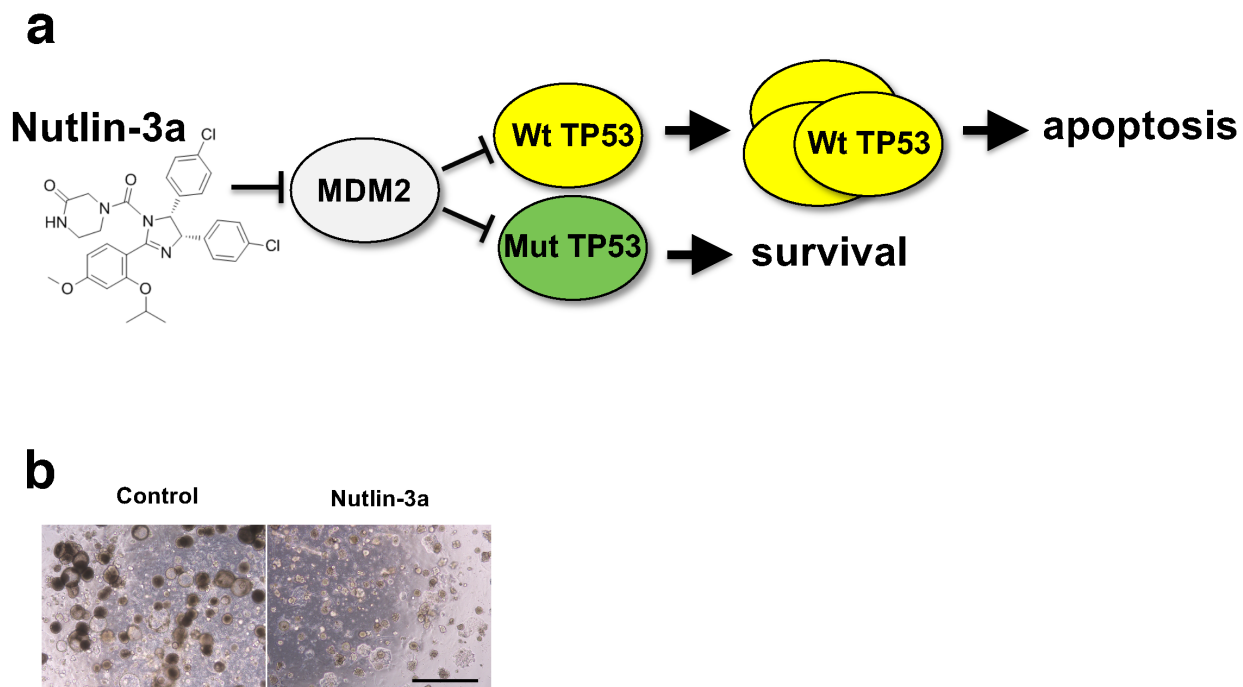 a
Nutlin-3a
MDM2
Wt TP53
Wt TP53
apoptosis
Mut TP53
survival
Cl
O
O
N
HN
N
N
Cl
O
O
b
Control
Nutlin-3a